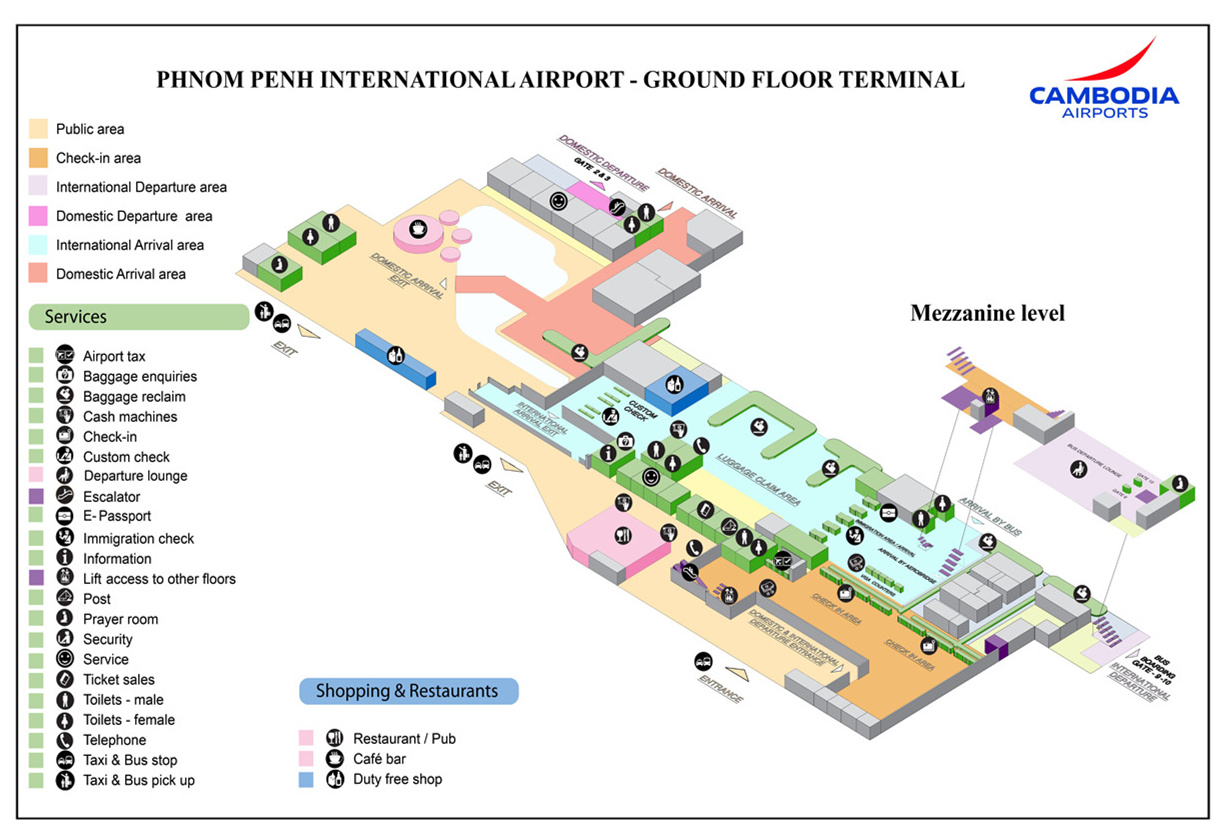 PHNOM PENH INTERNATIONAL AIRPORT - GROUND FLOOR TERMINAL
CAMBODIA
AIRPORTS
Public area
Check-in area
International Departure area
Domestic Departure area
International Arrival area
Domestic Arrival area
Services
Airport tax
Baggage enquiries
Baggage reclaim
Cash machines
Check-in
Custom check
Departure lounge
Escalator
E- Passport
Immigration check
Information
Lift access to other floors
Post
Prayer room
Security
Service
Ticket sales
Toilets - male
Toilets - female
Telephone
Taxi & Bus stop
Taxi & Bus pick up
Shopping & Restaurants
Restaurant / Pub
Café bar
Duty free shop
DOMESTIC DEPARTURE
GATE 2 & 3
DOMESTIC ARRIVAL
DOMESTIC ARRIVAL
EXIT
EXIT
INTERNATIONAL
ARRIVAL EXIT
CUSTOM
CHECK
EXIT
LUGGAGE CLAIM AREA
IMMIGRATION AREA / ARRIVAL
ARRIVAL BY AEROBRIDGE
VISA COUNTERS
ARRIVAL BY BUS
CHECK IN AREA
CHECK IN AREA
DOMESTIC & INTERNATIONAL
DEPARTURE ENTRANCE
ENTRANCE
BUS
BOARDING
GATE - 9 -10
INTERNATIONAL
DEPARTURE
Mezzanine level
BUS DEPARTURE LOUNGE
GATE 10
GATE 9